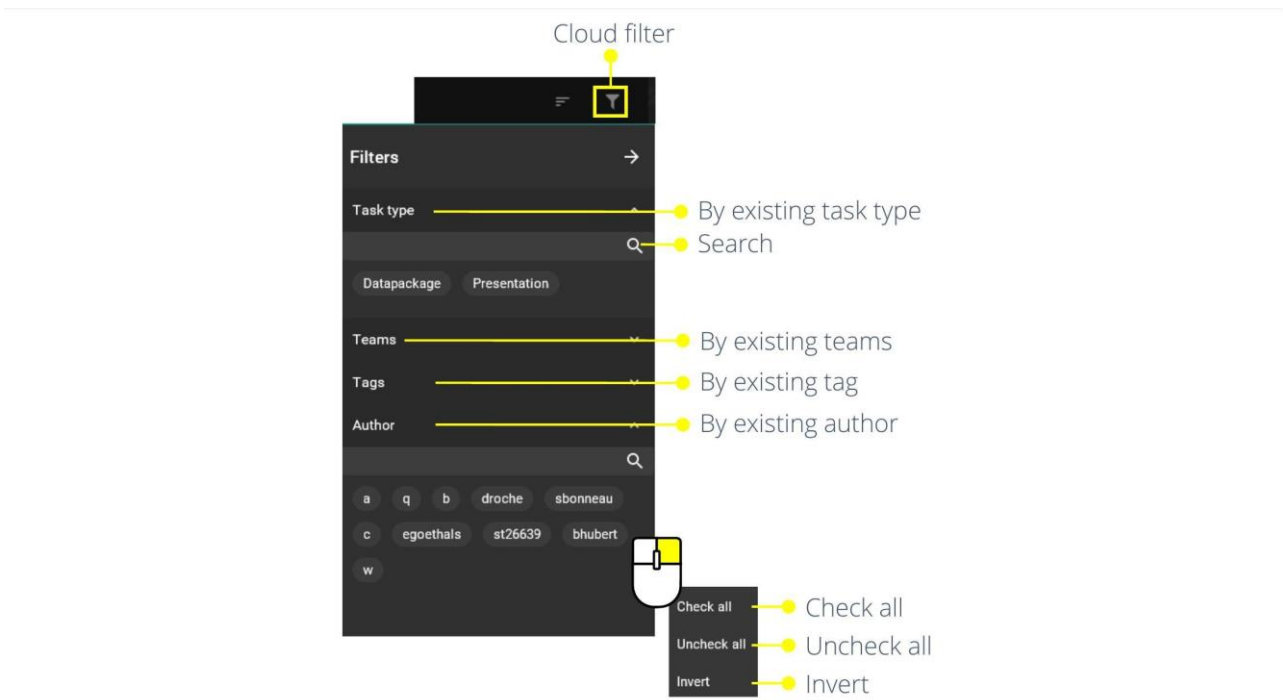 Cloud filter
Filters
Task type
By existing task type
Search
Datapackage Presentation
Teams
By existing teams
Tags
By existing tag
Author
By existing author
a q b droche sbonneau
c egoethals st26639 bhubert
w
Check all
Check all
Uncheck all
Uncheck all
Invert
Invert